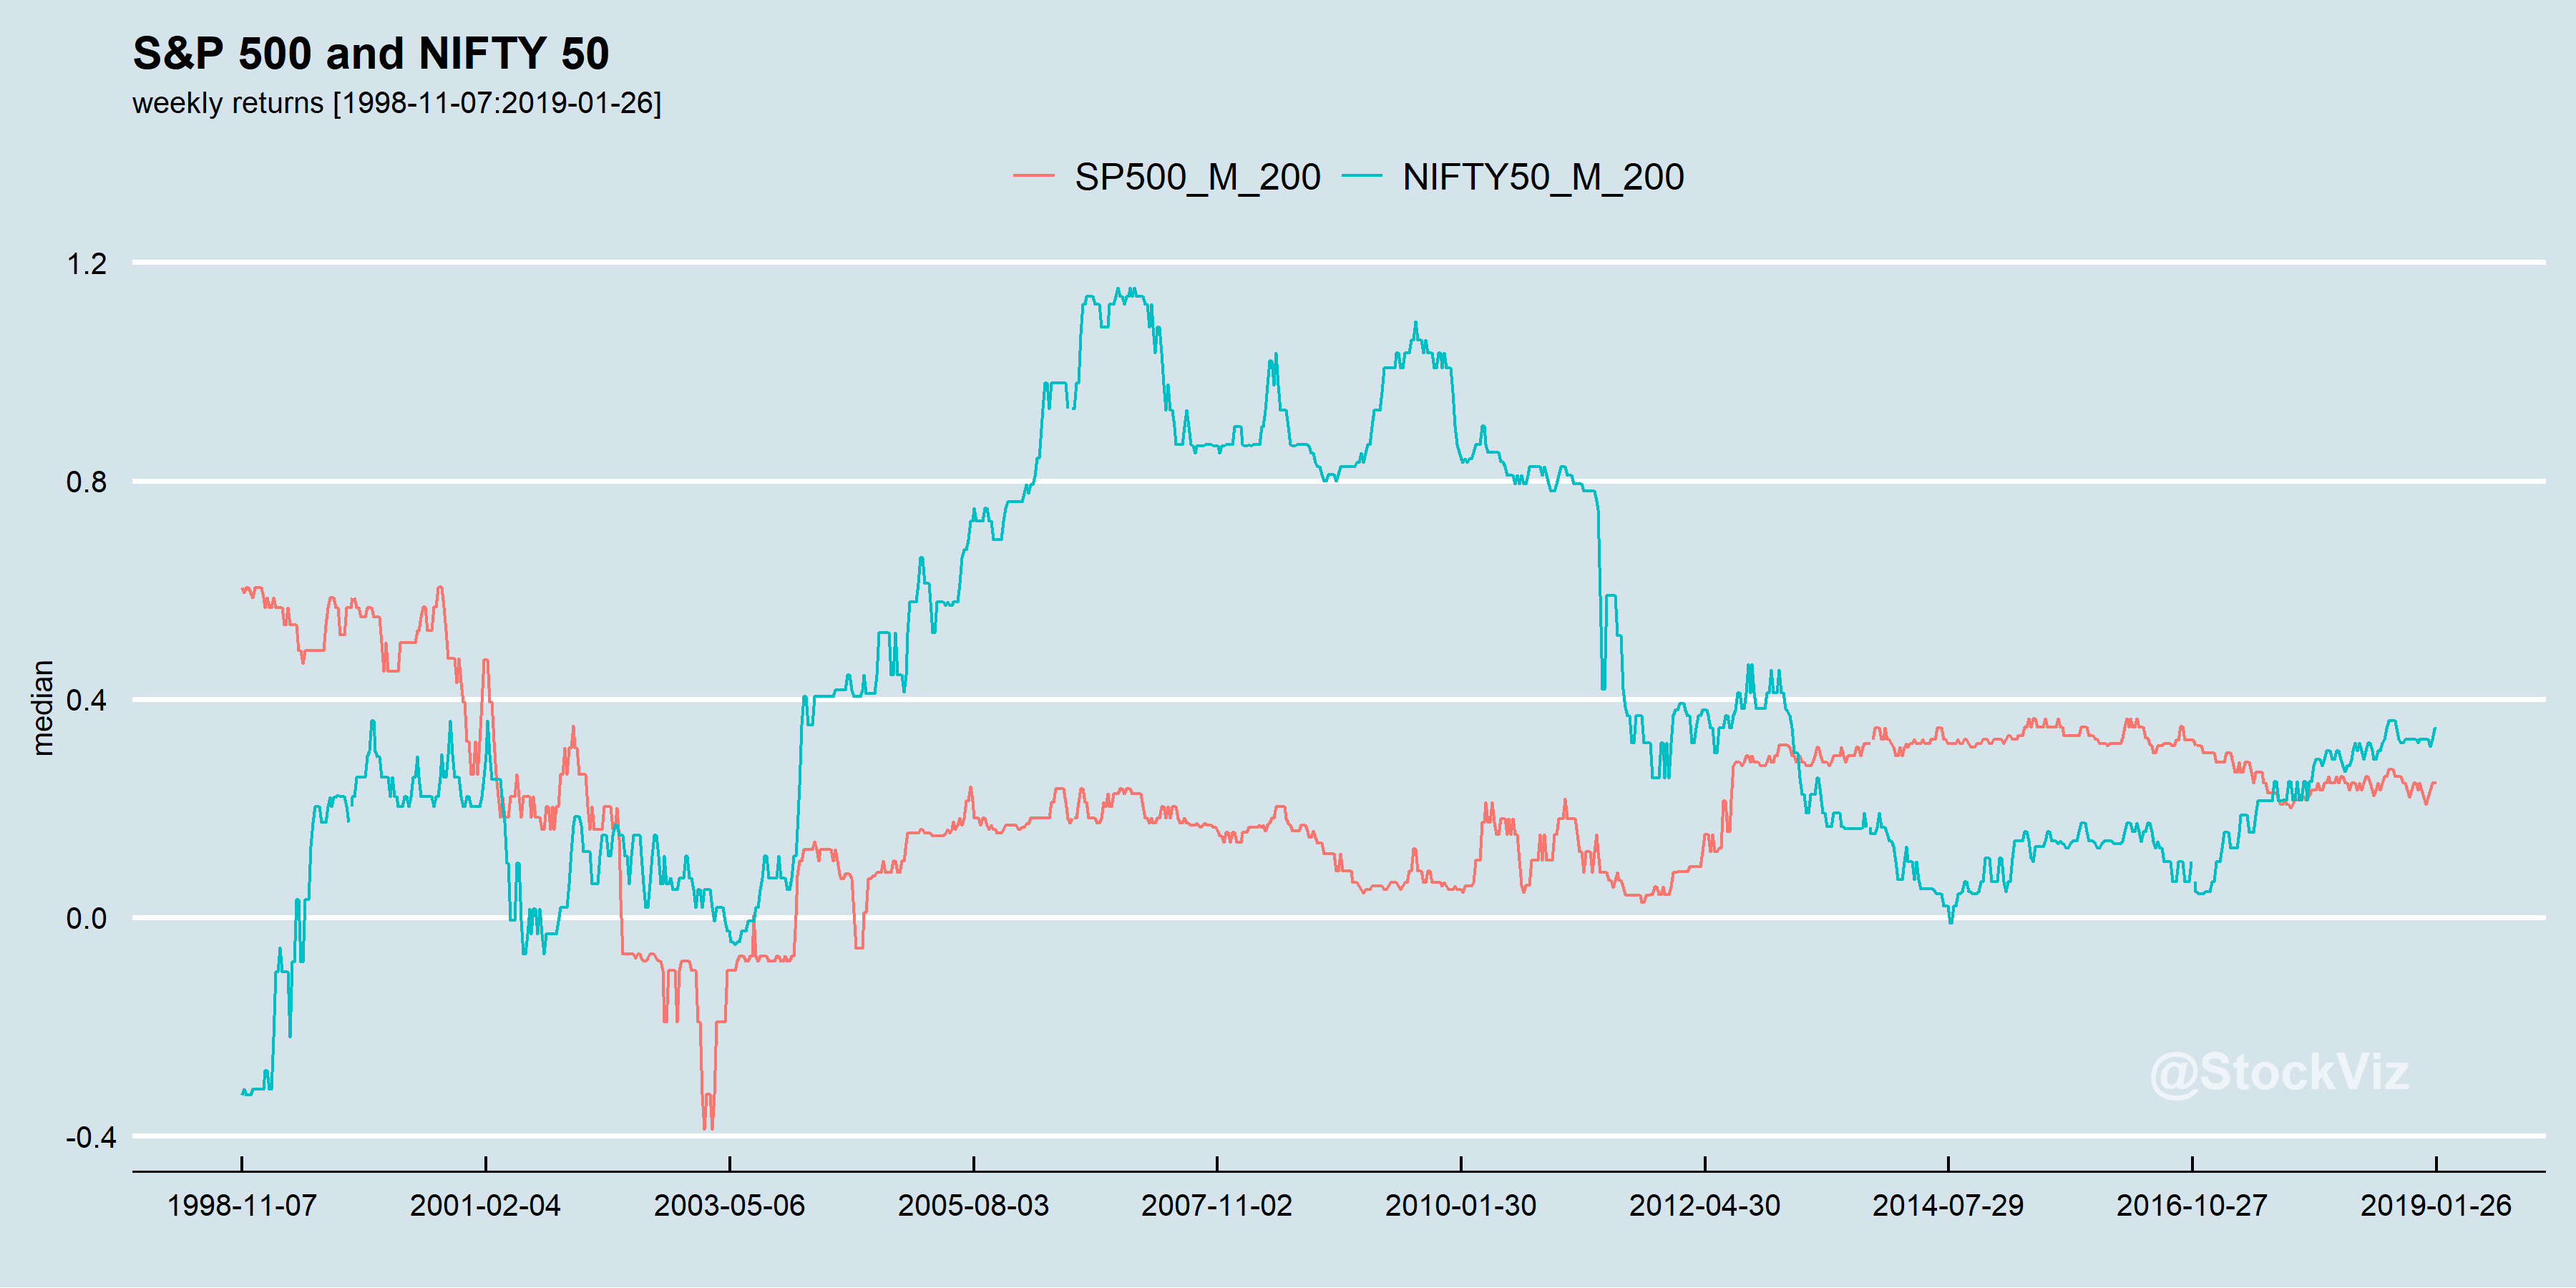 S&P 500 and NIFTY 50
weekly returns [1998-11-07:2019-01-26]
SP500_M_200 NIFTY50_M_200
1.2
0.8
0.4
0.0
-0.4
median
@StockViz
1998-11-07 2001-02-04 2003-05-06 2005-08-03 2007-11-02 2010-01-30 2012-04-30 2014-07-29 2016-10-27 2019-01-26